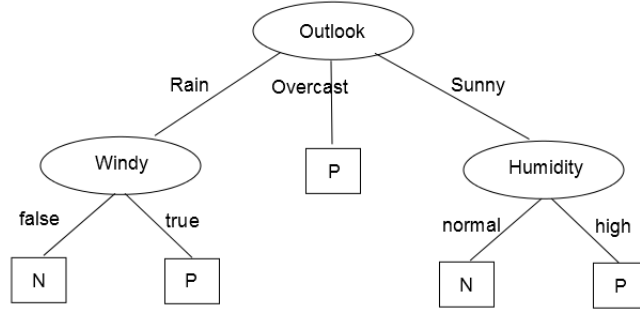 Outlook
Rain
Overcast
Sunny
Windy
P
Humidity
false
true
normal
high
N
P
N
P